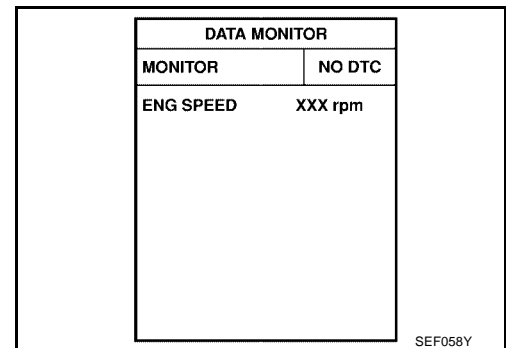 DATA MONITOR
MONITOR NO DTC
ENG SPEED XXX rpm
SEF058Y